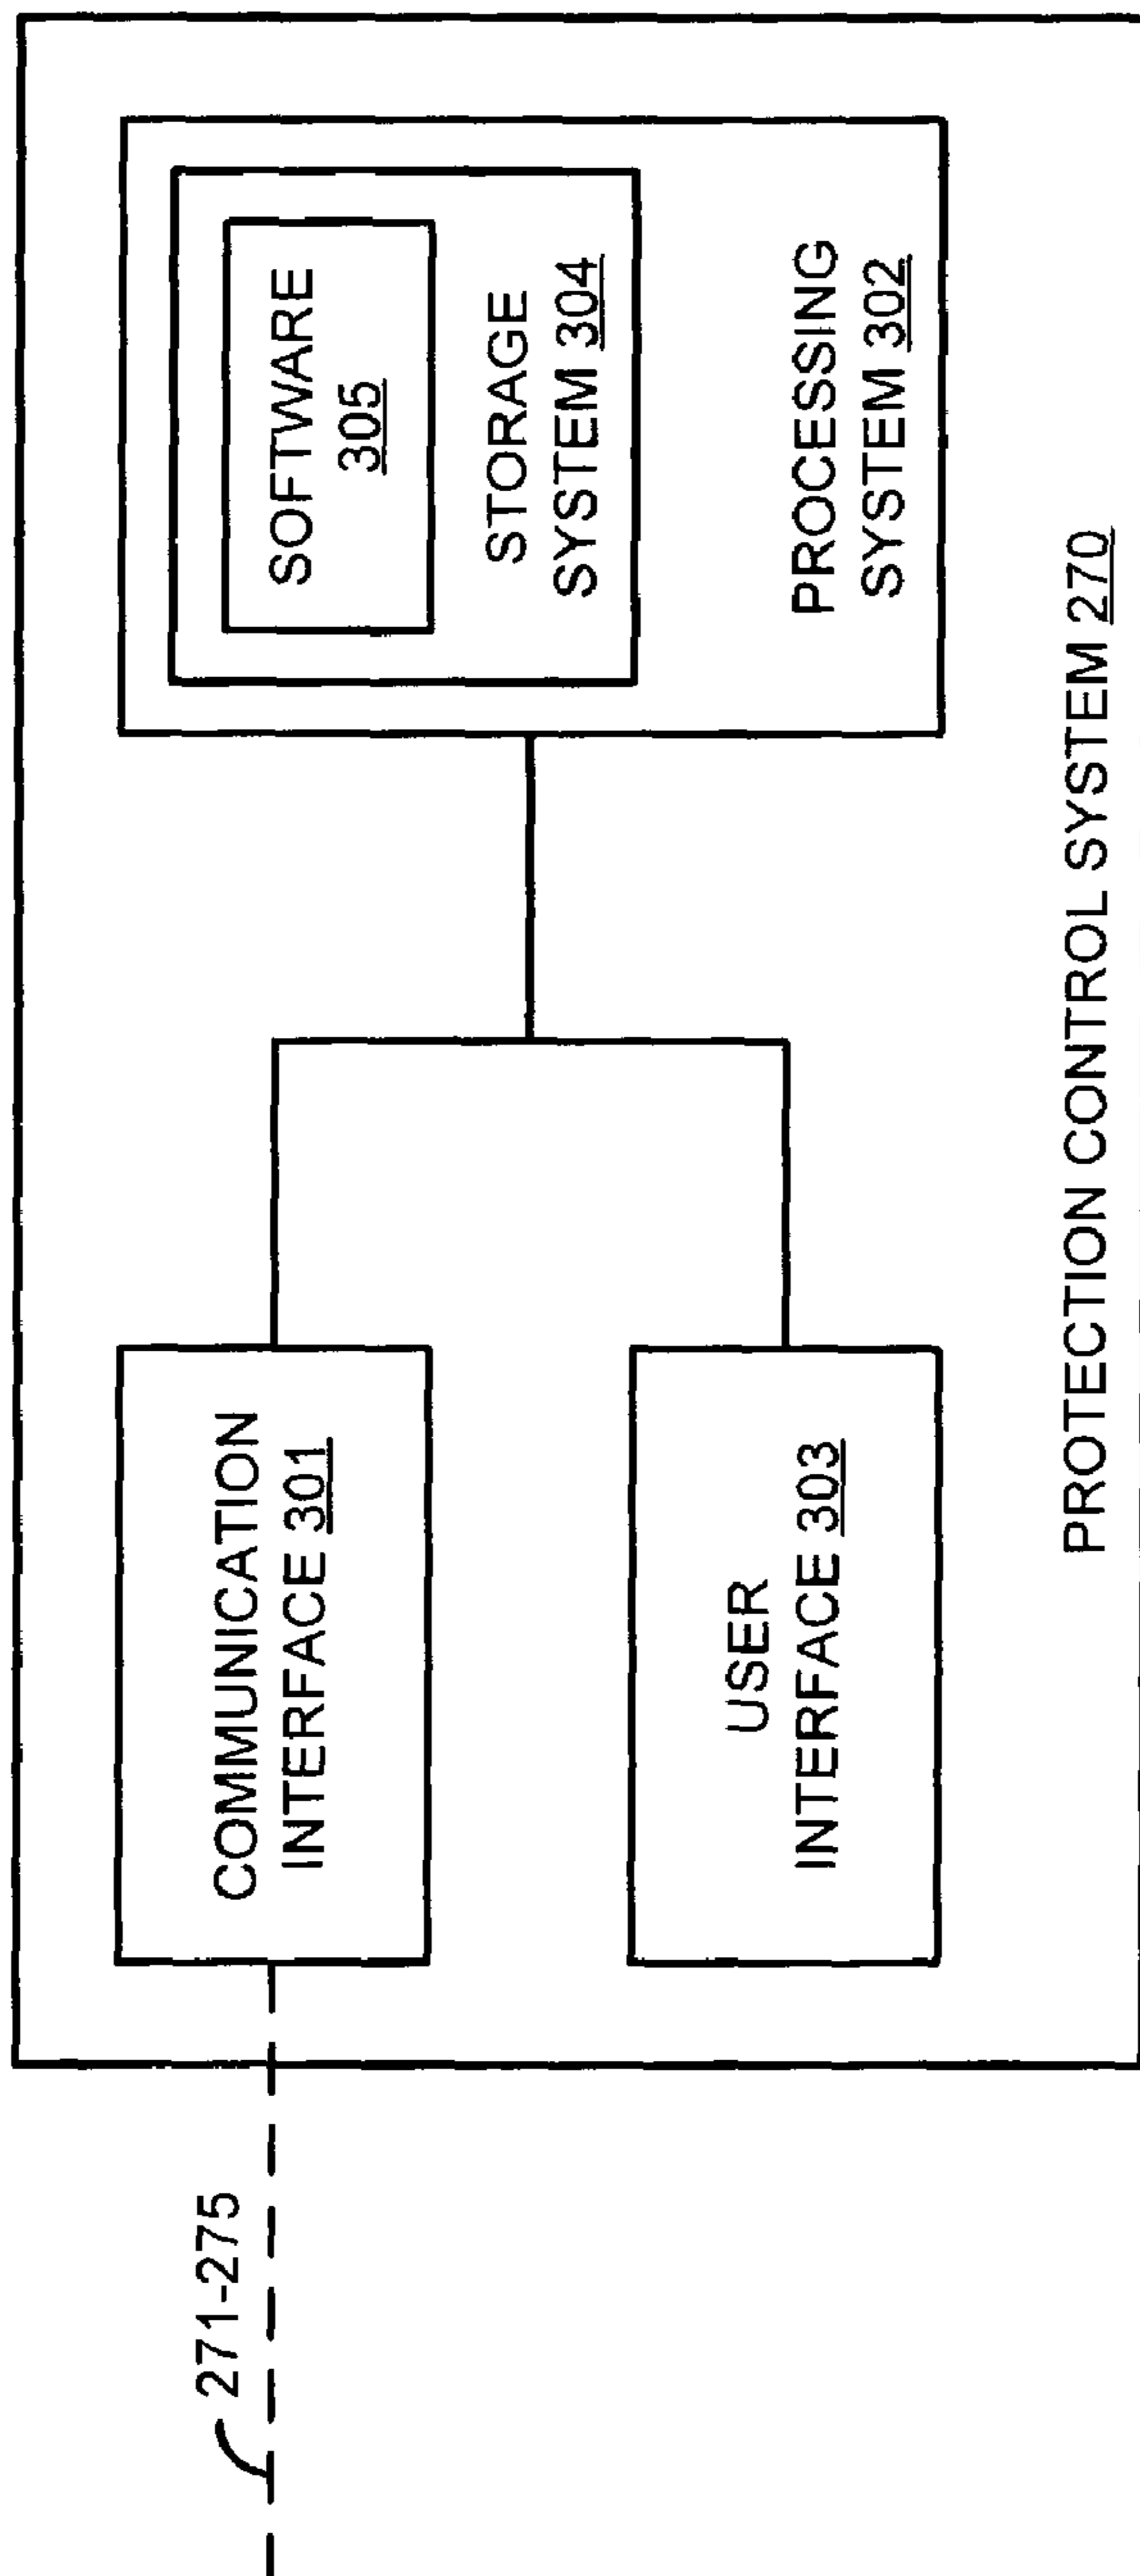 271-275
COMMUNICATION
INTERFACE 301
USER
INTERFACE 303
SOFTWARE
305
STORAGE
SYSTEM 304
PROCESSING
SYSTEM 302
PROTECTION CONTROL SYSTEM 270